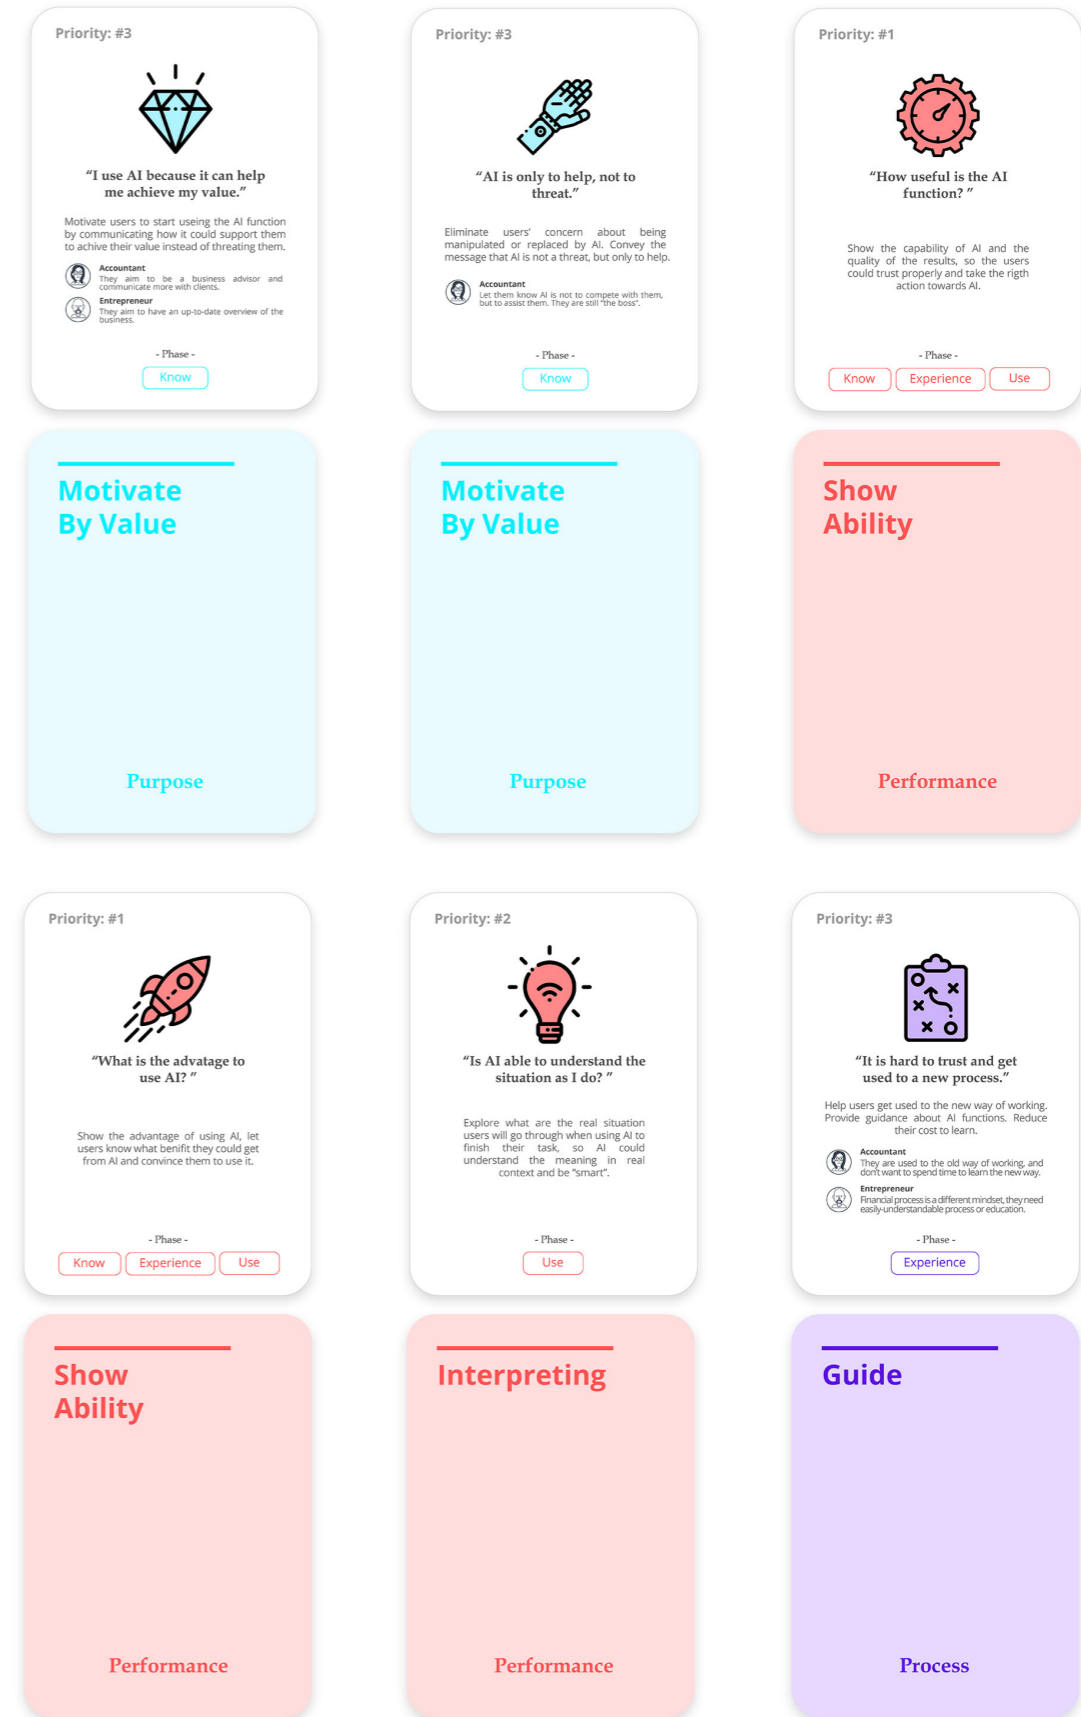 Priority: #3
“I use AI because it can help
me achieve my value.”
Motivate users to start useing the AI function
by communicating how it could support them
to achive their value instead of threating them.
Accountant
They aim to be a business advisor and
communicate more with clients.
Entrepreneur
They aim to have an up-to-date overview of the
business.
- Phase -
Know
Priority: #3
“AI is only to help, not to
threat.”
Eliminate users’ concern about being
manipulated or replaced by AI. Convey the
message that AI is not a threat, but only to help.
Accountant
Let them know AI is not to compete with them,
but to assist them. They are still “the boss”.
- Phase -
Know
Priority: #1
“How useful is the AI
function? ”
Show the capability of AI and the
quality of the results, so the users
could trust properly and take the rigth
action towards AI.
- Phase -
Know Experience Use
Motivate
By Value
Purpose
Motivate
By Value
Purpose
Show
Ability
Performance
Priority: #1
“What is the advatage to
use AI? ”
Show the advantage of using AI, let
users know what benifit they could get
from AI and convince them to use it.
- Phase -
Know Experience Use
Priority: #2
“Is AI able to understand the
situation as I do? ”
Explore what are the real situation
users will go through when using AI to
finish their task, so AI could
understand the meaning in real
context and be “smart”.
- Phase -
Use
Priority: #3
“It is hard to trust and get
used to a new process.”
Help users get used to the new way of working.
Provide guidance about AI functions. Reduce
their cost to learn.
Accountant
They are used to the old way of working, and
don’t want to spend time to learn the new way.
Entrepreneur
Financial process is a different mindset, they need
easily-understandable process or education.
- Phase -
Experience
Show
Ability
Performance
Interpreting
Performance
Guide
Process